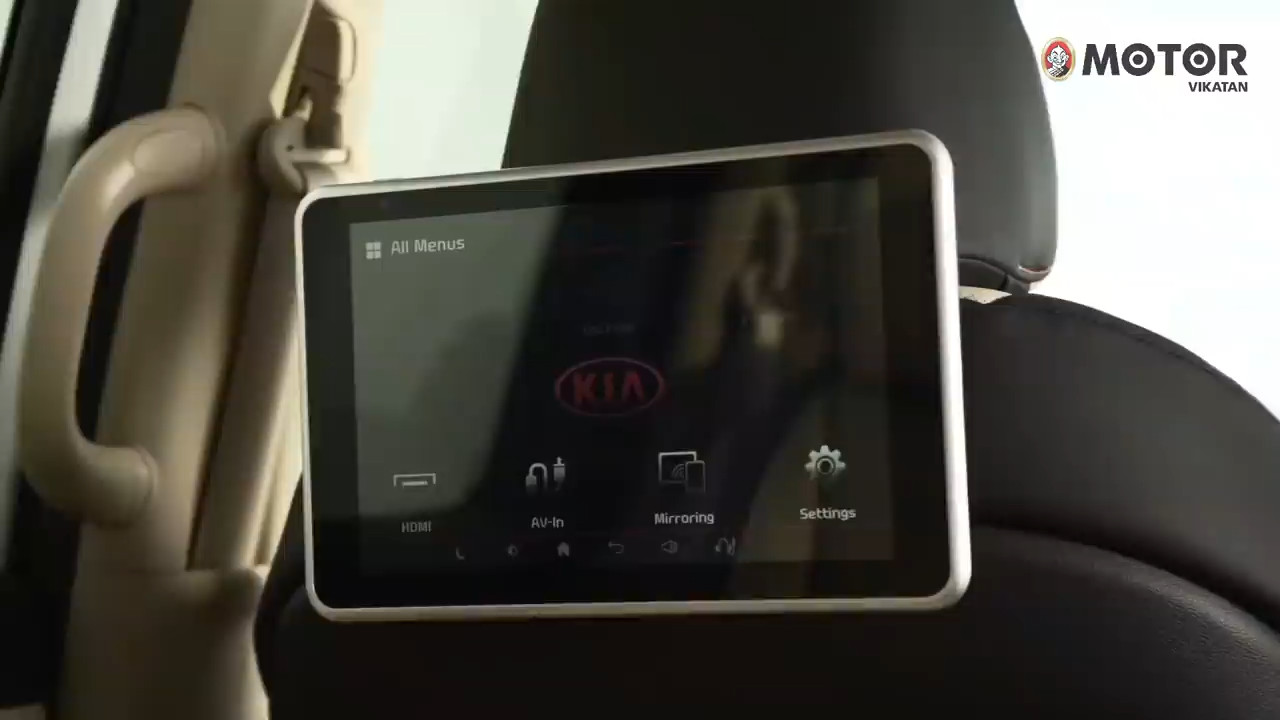 MOTOR
VIKATAN
All Menus
KIA
HDMI
AV-In
Mirroring
Settings